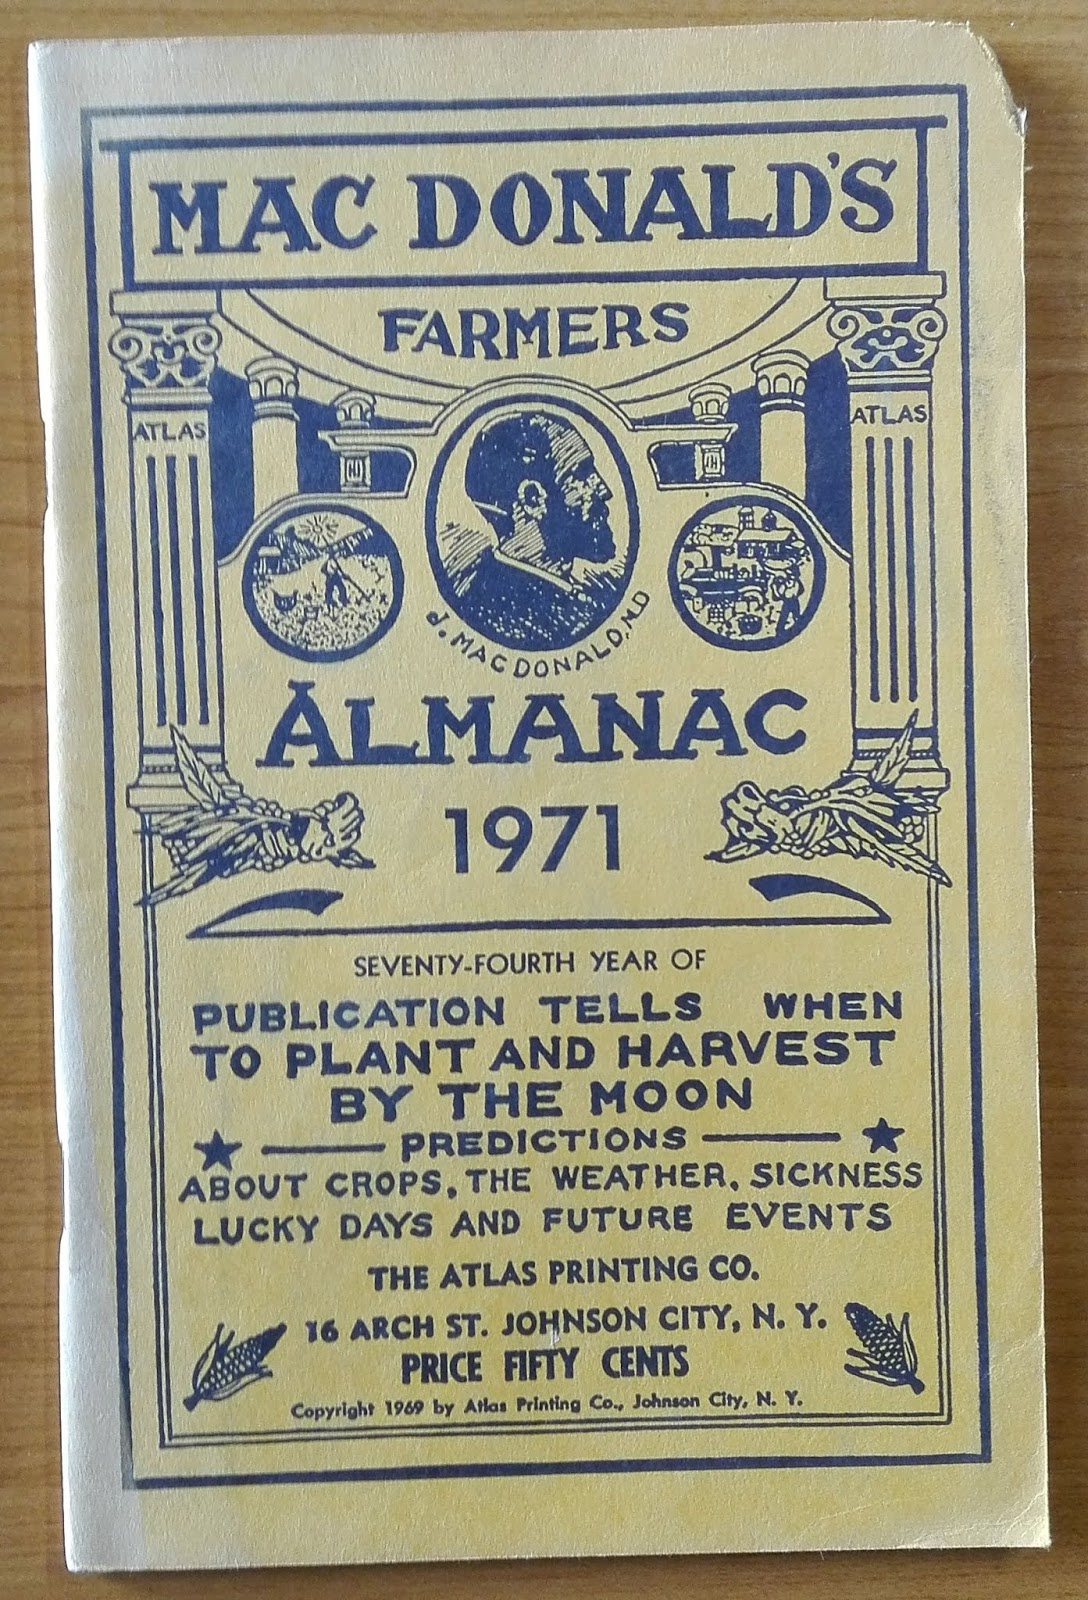 MAC DONALD'S
FARMERS
ATLAS
ATLAS
J. MACDONALD, M.D
ALMANAC
1971
SEVENTY-FOURTH YEAR OF
PUBLICATION TELLS WHEN
TO PLANT AND HARVEST
BY THE MOON
PREDICTIONS
ABOUT CROPS, THE WEATHER, SICKNESS
LUCKY DAYS AND FUTURE EVENTS
THE ATLAS PRINTING CO.
16 ARCH ST. JOHNSON CITY, N. Y.
PRICE FIFTY CENTS
Copyright 1969 by Atlas Printing Co., Johnson City, N. Y.